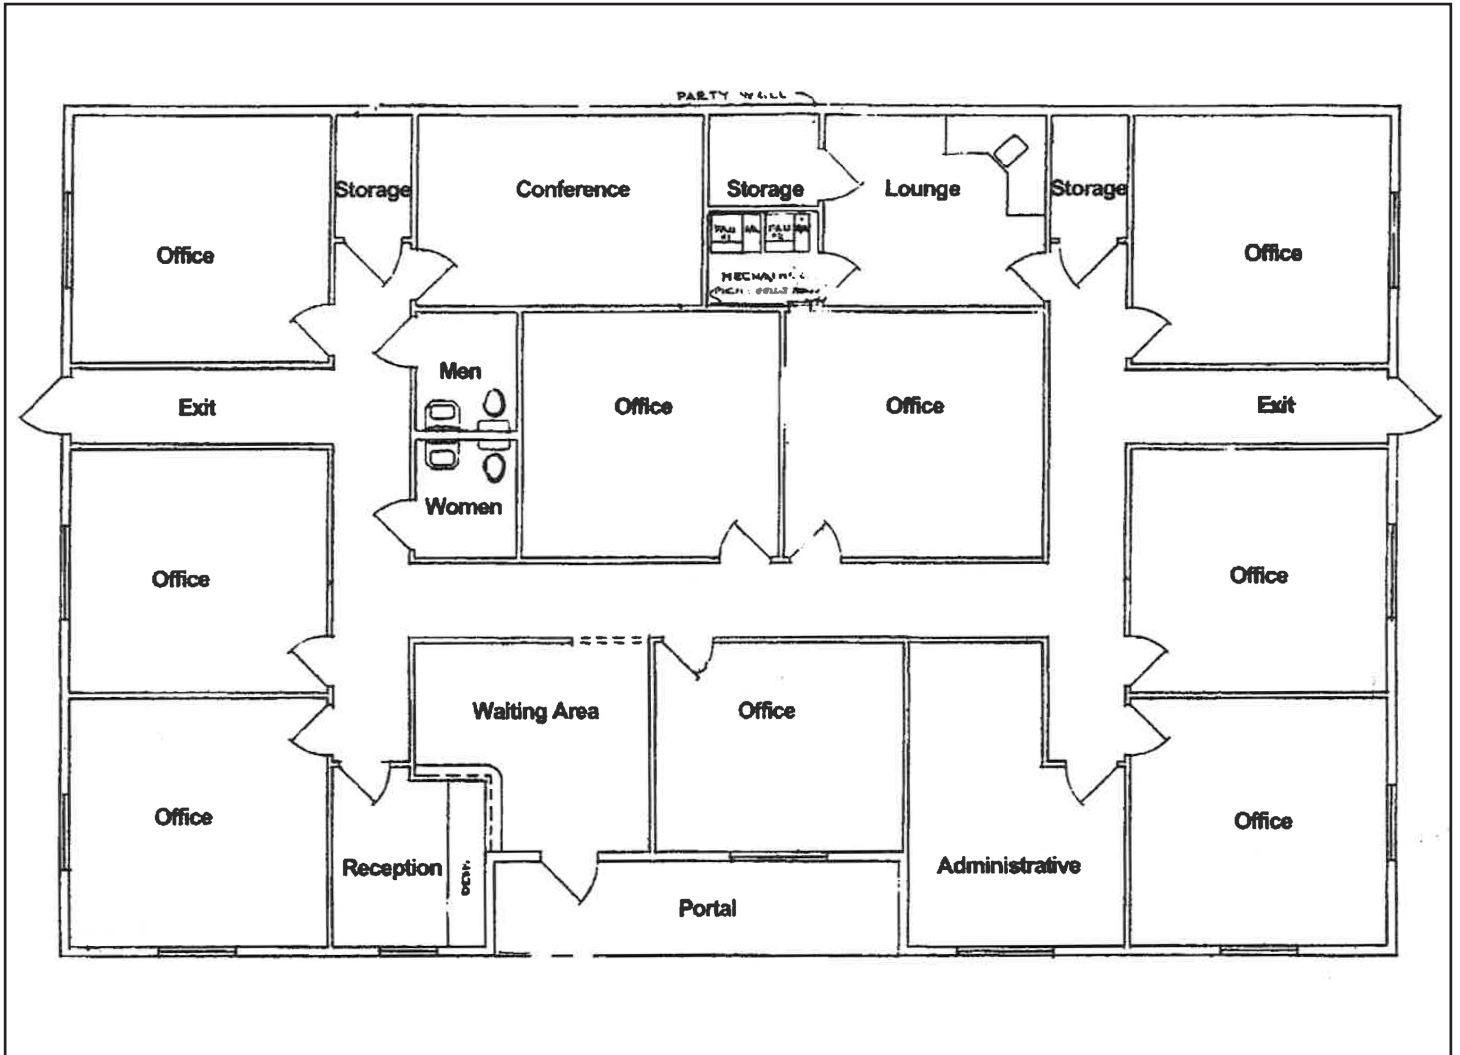 PARTY WALL
Storage
Conference
Storage
Lounge
Storage
Office
Office
Men
Exit
Office
Office
Exit
Women
Office
Office
Waiting Area
Office
Office
Office
Reception
Administrative
Portal